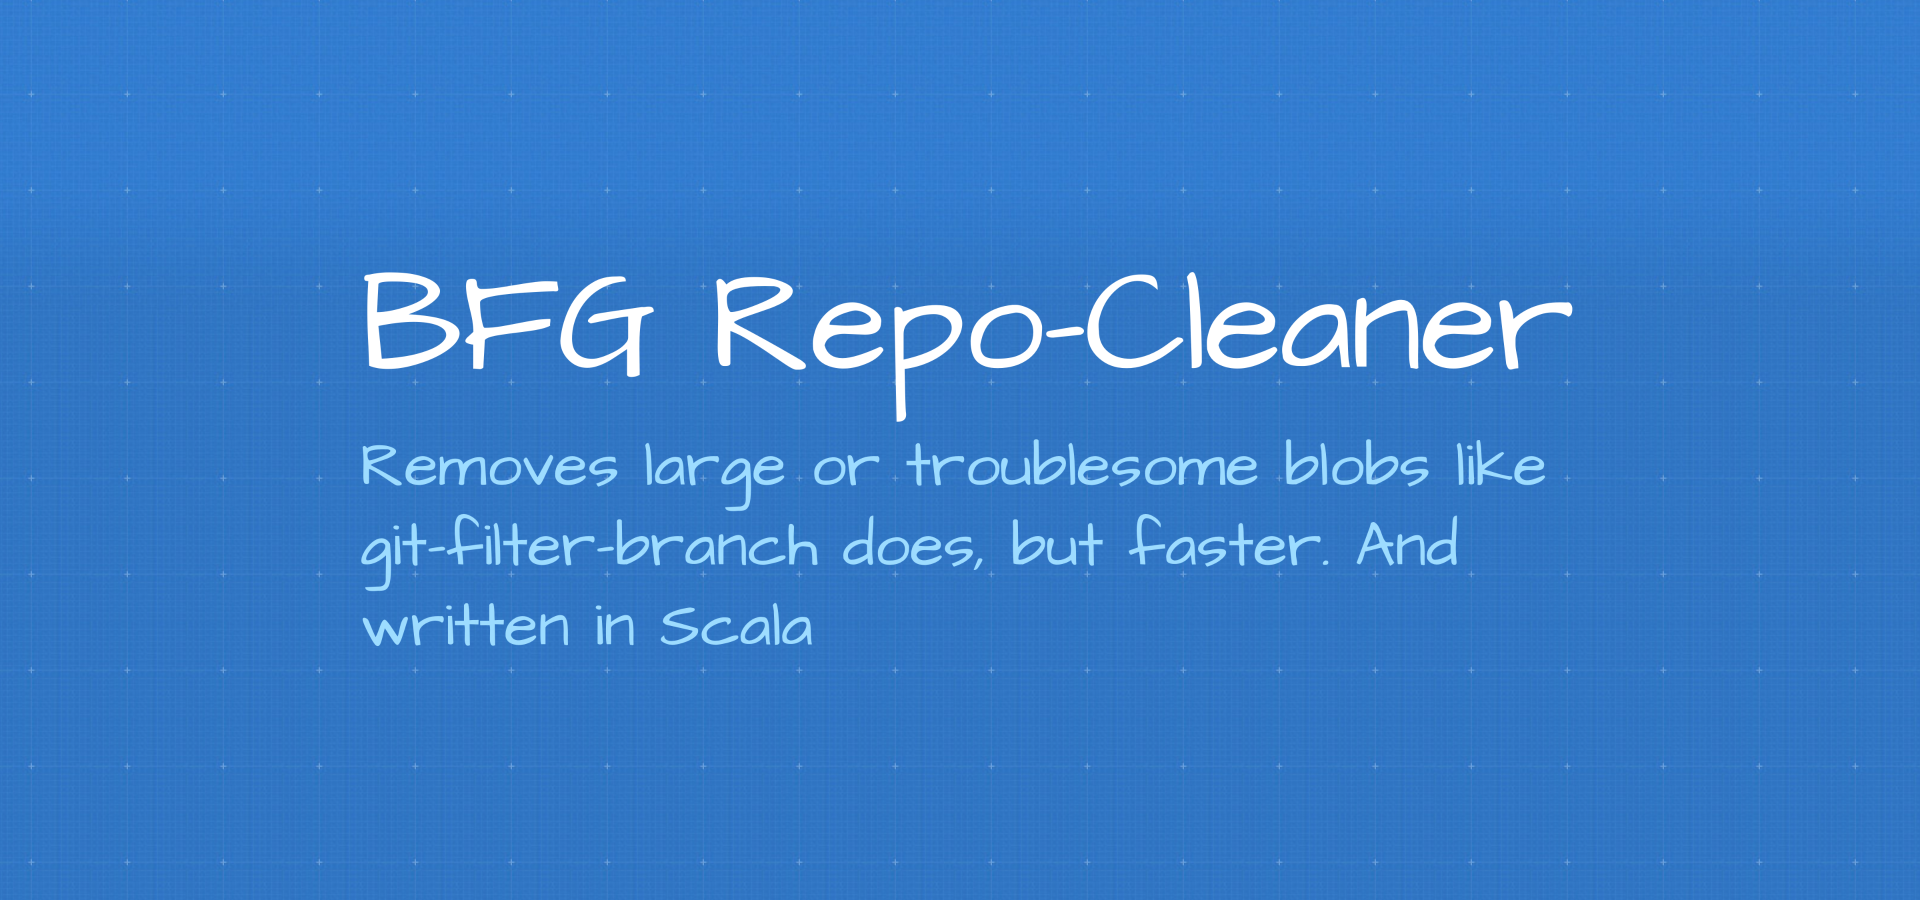 BFG Repo-Cleaner
Removes large or troublesome blobs like
git-filter-branch does, but faster. And
written in Scala